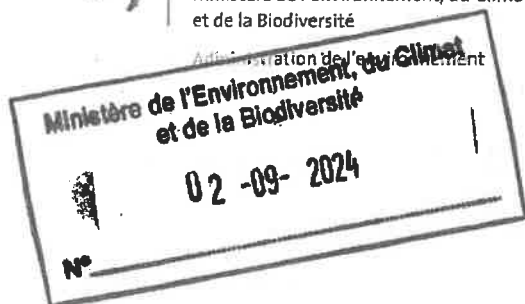 Ministère de l'Environnement, du Clima
et de la Biodiversité
Administration de l'environnement
Ministère de l'Environnement, du Climat
et de la Biodiversité
02 -09- 2024
N°